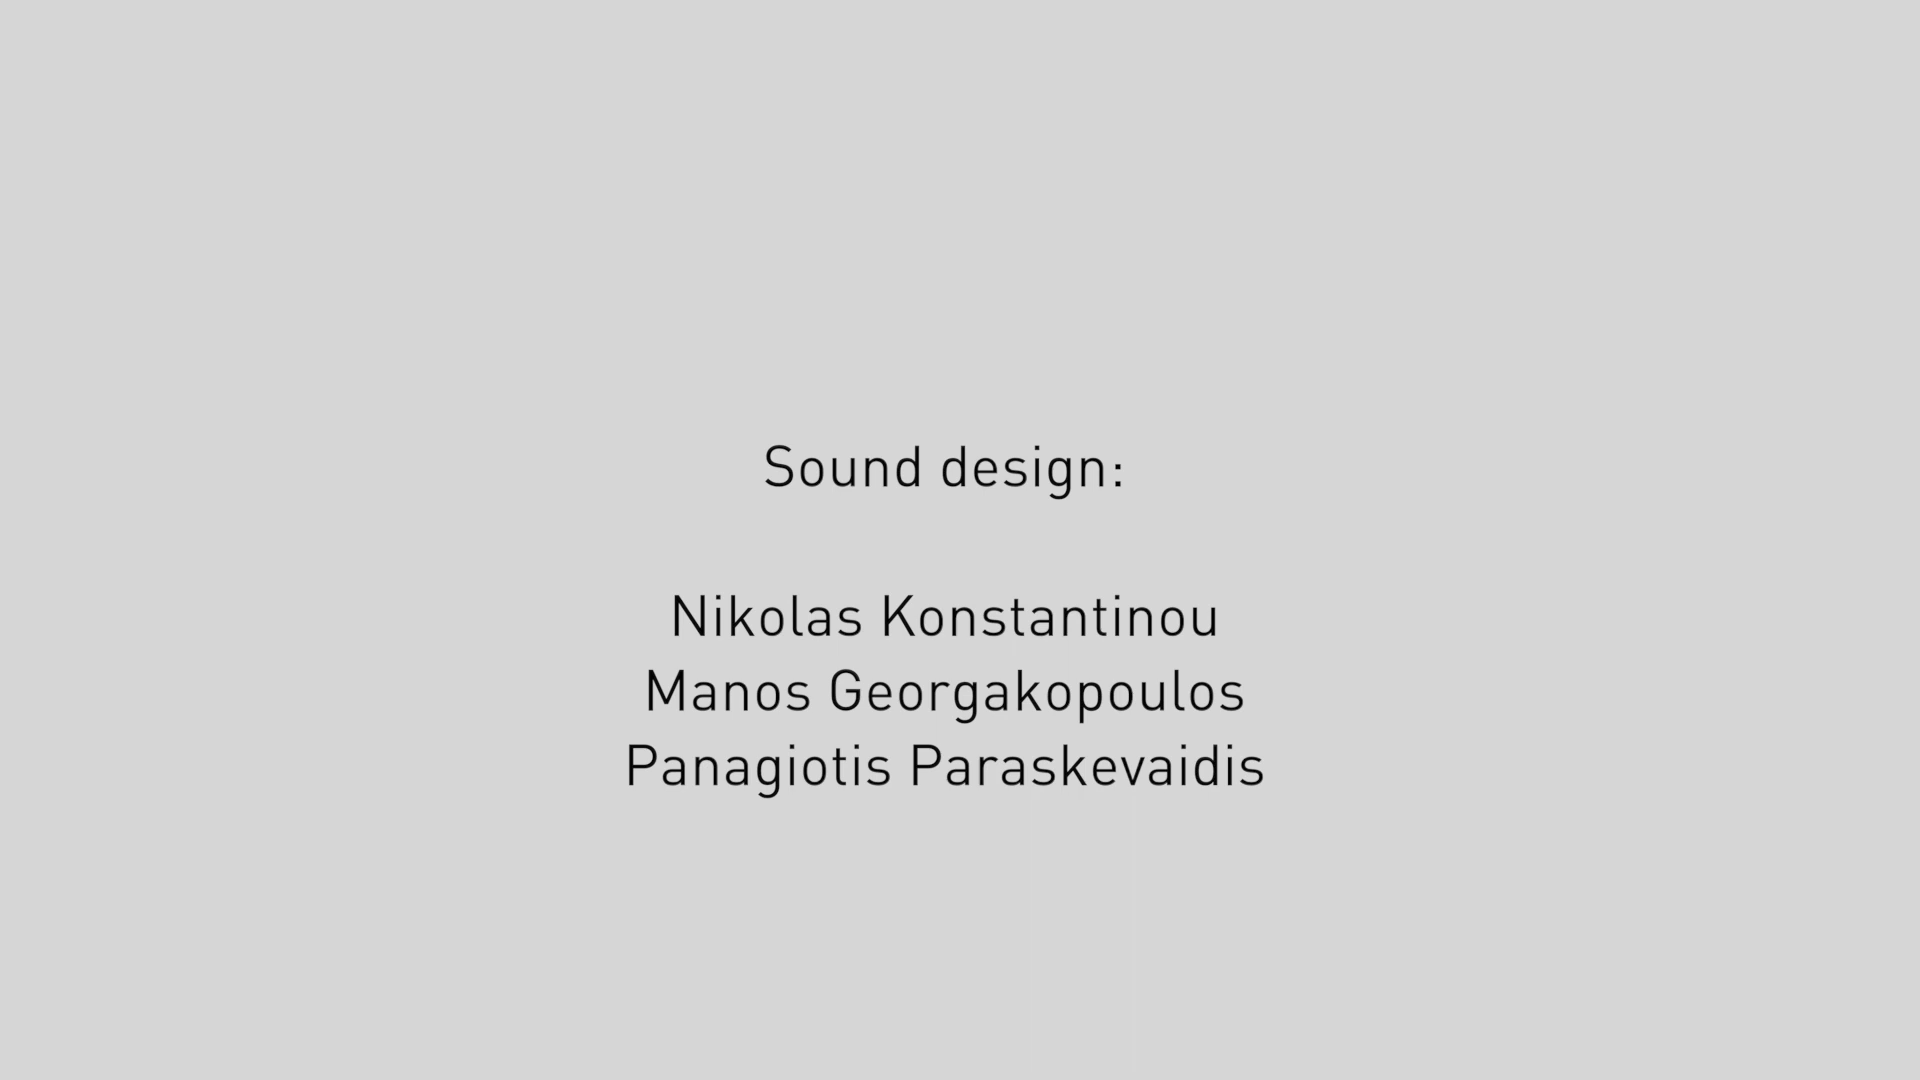 Sound design:
Nikolas Konstantinou
Manos Georgakopoulos
Panagiotis Paraskevaidis